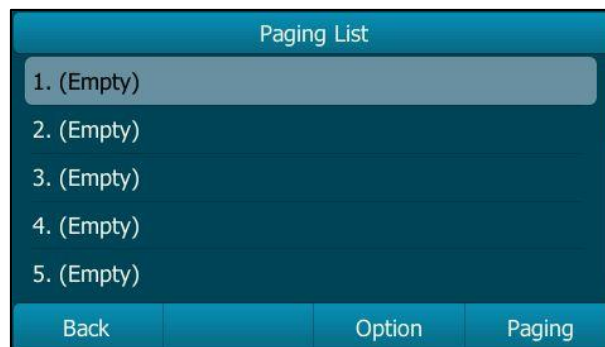 Paging List
1. (Empty)
2. (Empty)
3. (Empty)
4. (Empty)
5. (Empty)
Back Option Paging